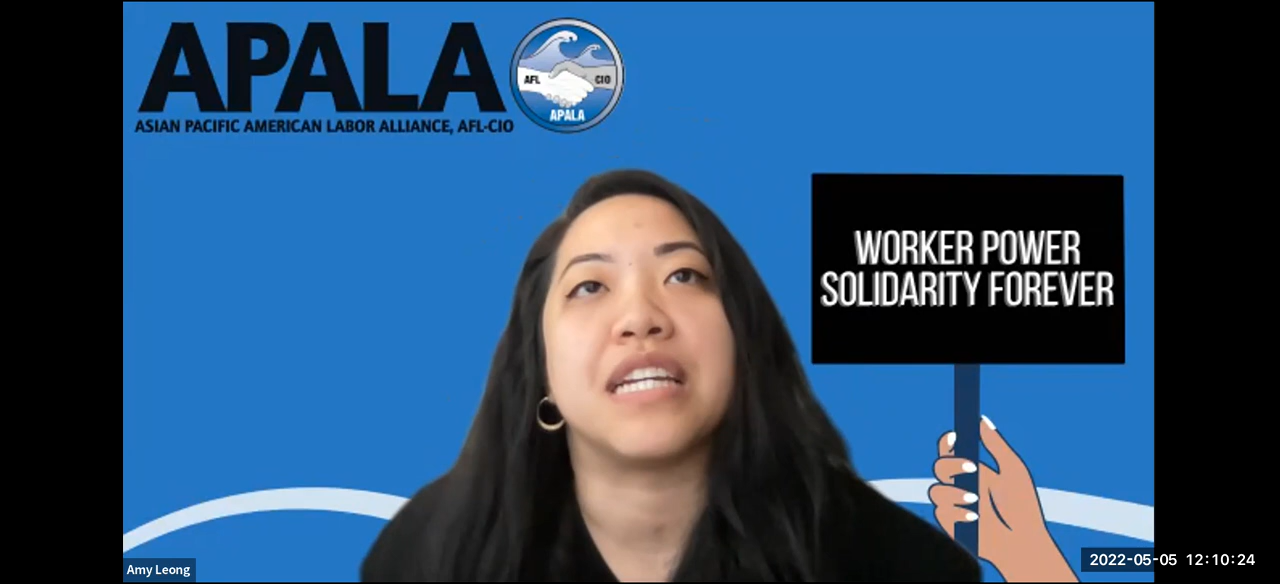 APALA
AFL CIO
APALA
ASIAN PACIFIC AMERICAN LABOR ALLIANCE, AFL-CIO
WORKER POWER
SOLIDARITY FOREVER
Amy Leong
2022-05-05 12:10:24